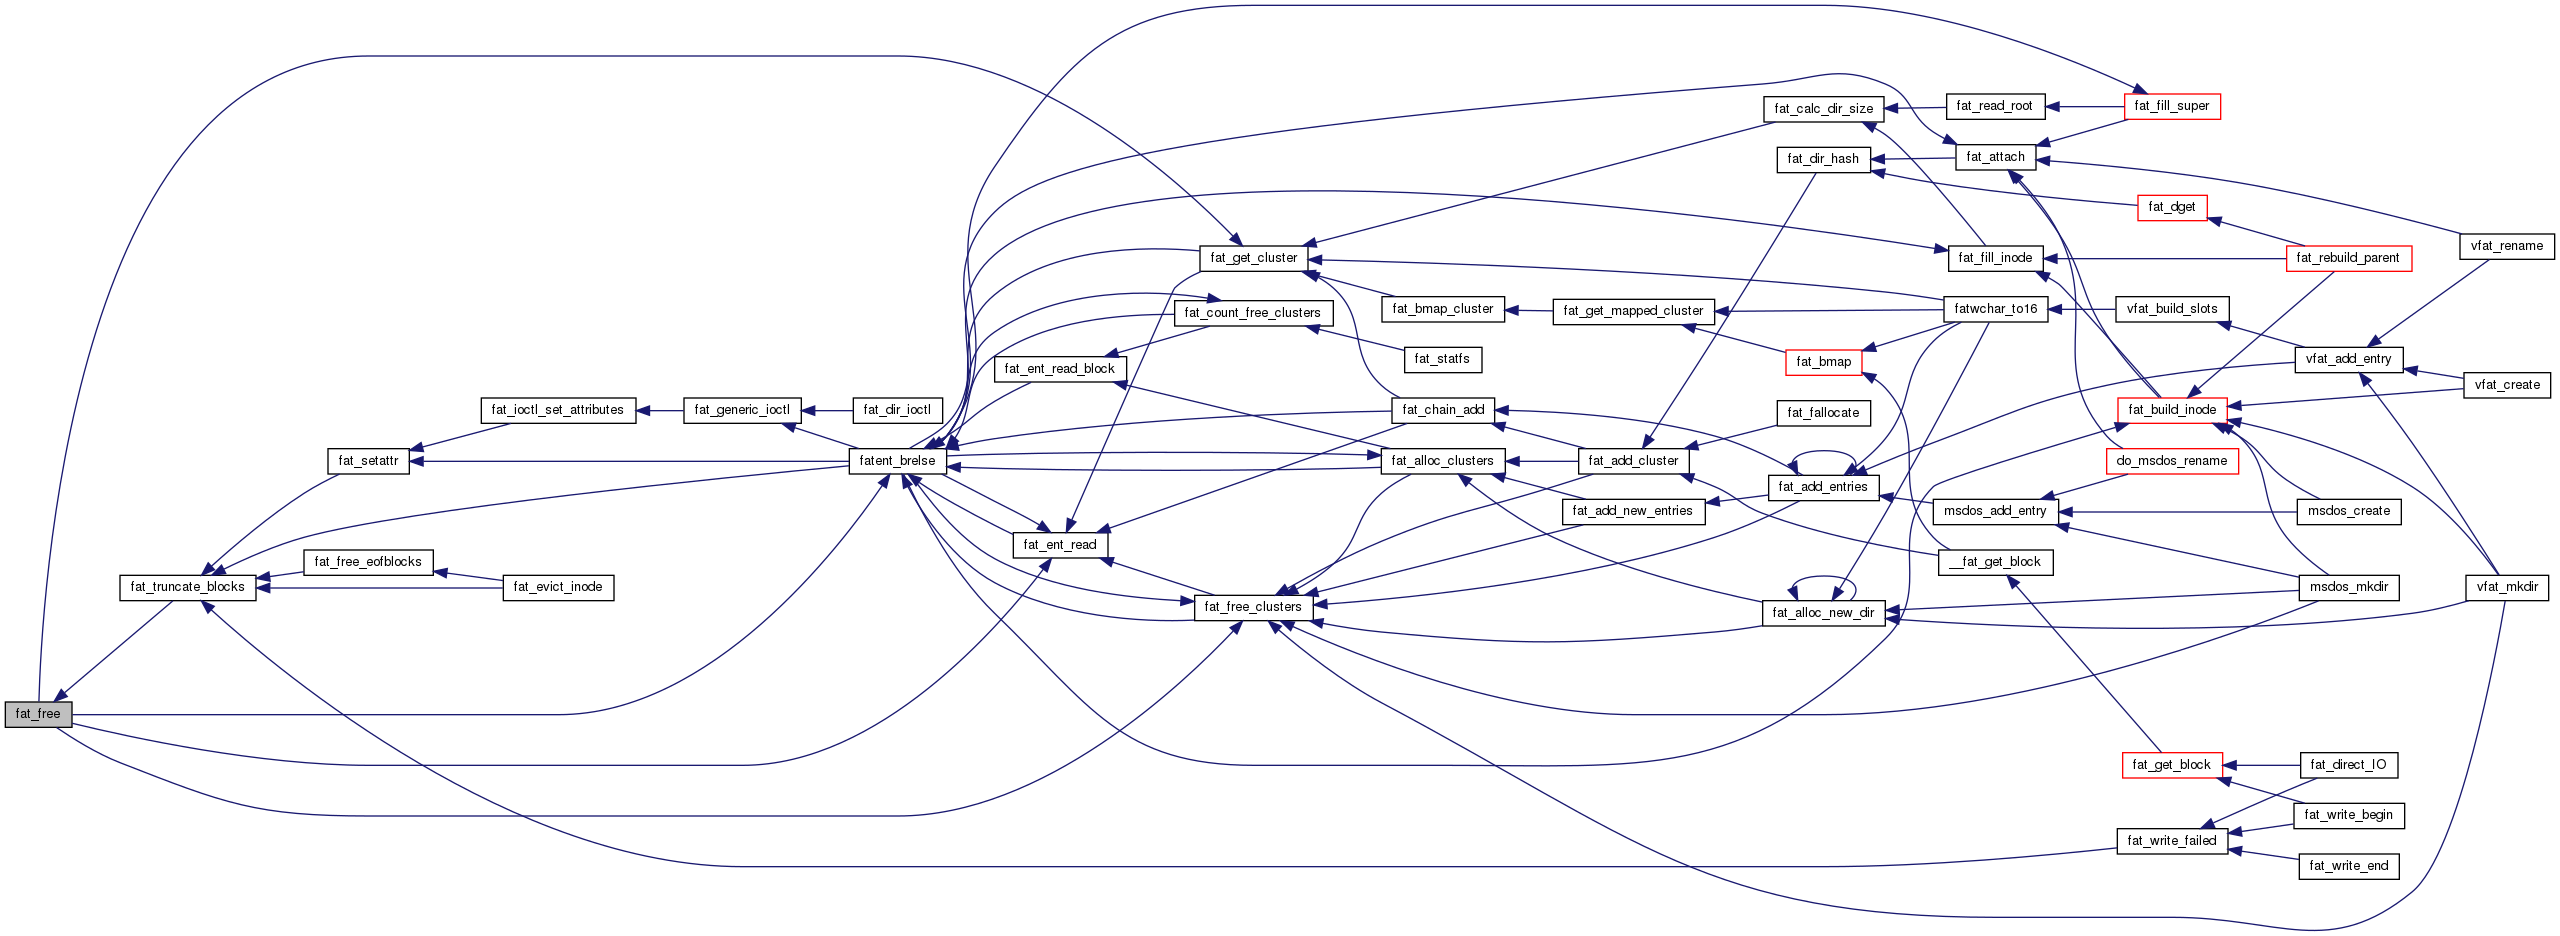 fat_free
fat_truncate_blocks
fat_setattr
fat_free_eofblocks
fat_ioctl_set_attributes
fat_evict_inode
fat_generic_ioctl
fat_dir_ioctl
fatent_brelse
fat_ent_read_block
fat_ent_read
fat_get_cluster
fat_count_free_clusters
fat_free_clusters
fat_bmap_cluster
fat_statfs
fat_chain_add
fat_alloc_clusters
fat_get_mapped_cluster
fat_add_cluster
fat_add_new_entries
fat_calc_dir_size
fat_dir_hash
fat_bmap
fat_fallocate
fat_add_entries
fat_alloc_new_dir
fat_read_root
fat_attach
fat_fill_inode
fatwchar_to16
msdos_add_entry
__fat_get_block
fat_fill_super
fat_dget
vfat_build_slots
fat_build_inode
do_msdos_rename
fat_get_block
fat_write_failed
fat_rebuild_parent
vfat_add_entry
msdos_create
msdos_mkdir
fat_direct_IO
fat_write_begin
fat_write_end
vfat_rename
vfat_create
vfat_mkdir